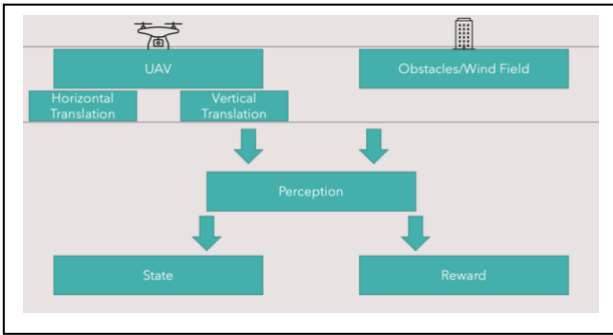 UAV
Obstacles/Wind Field
Horizontal
Translation
Vertical
Translation
Perception
State
Reward